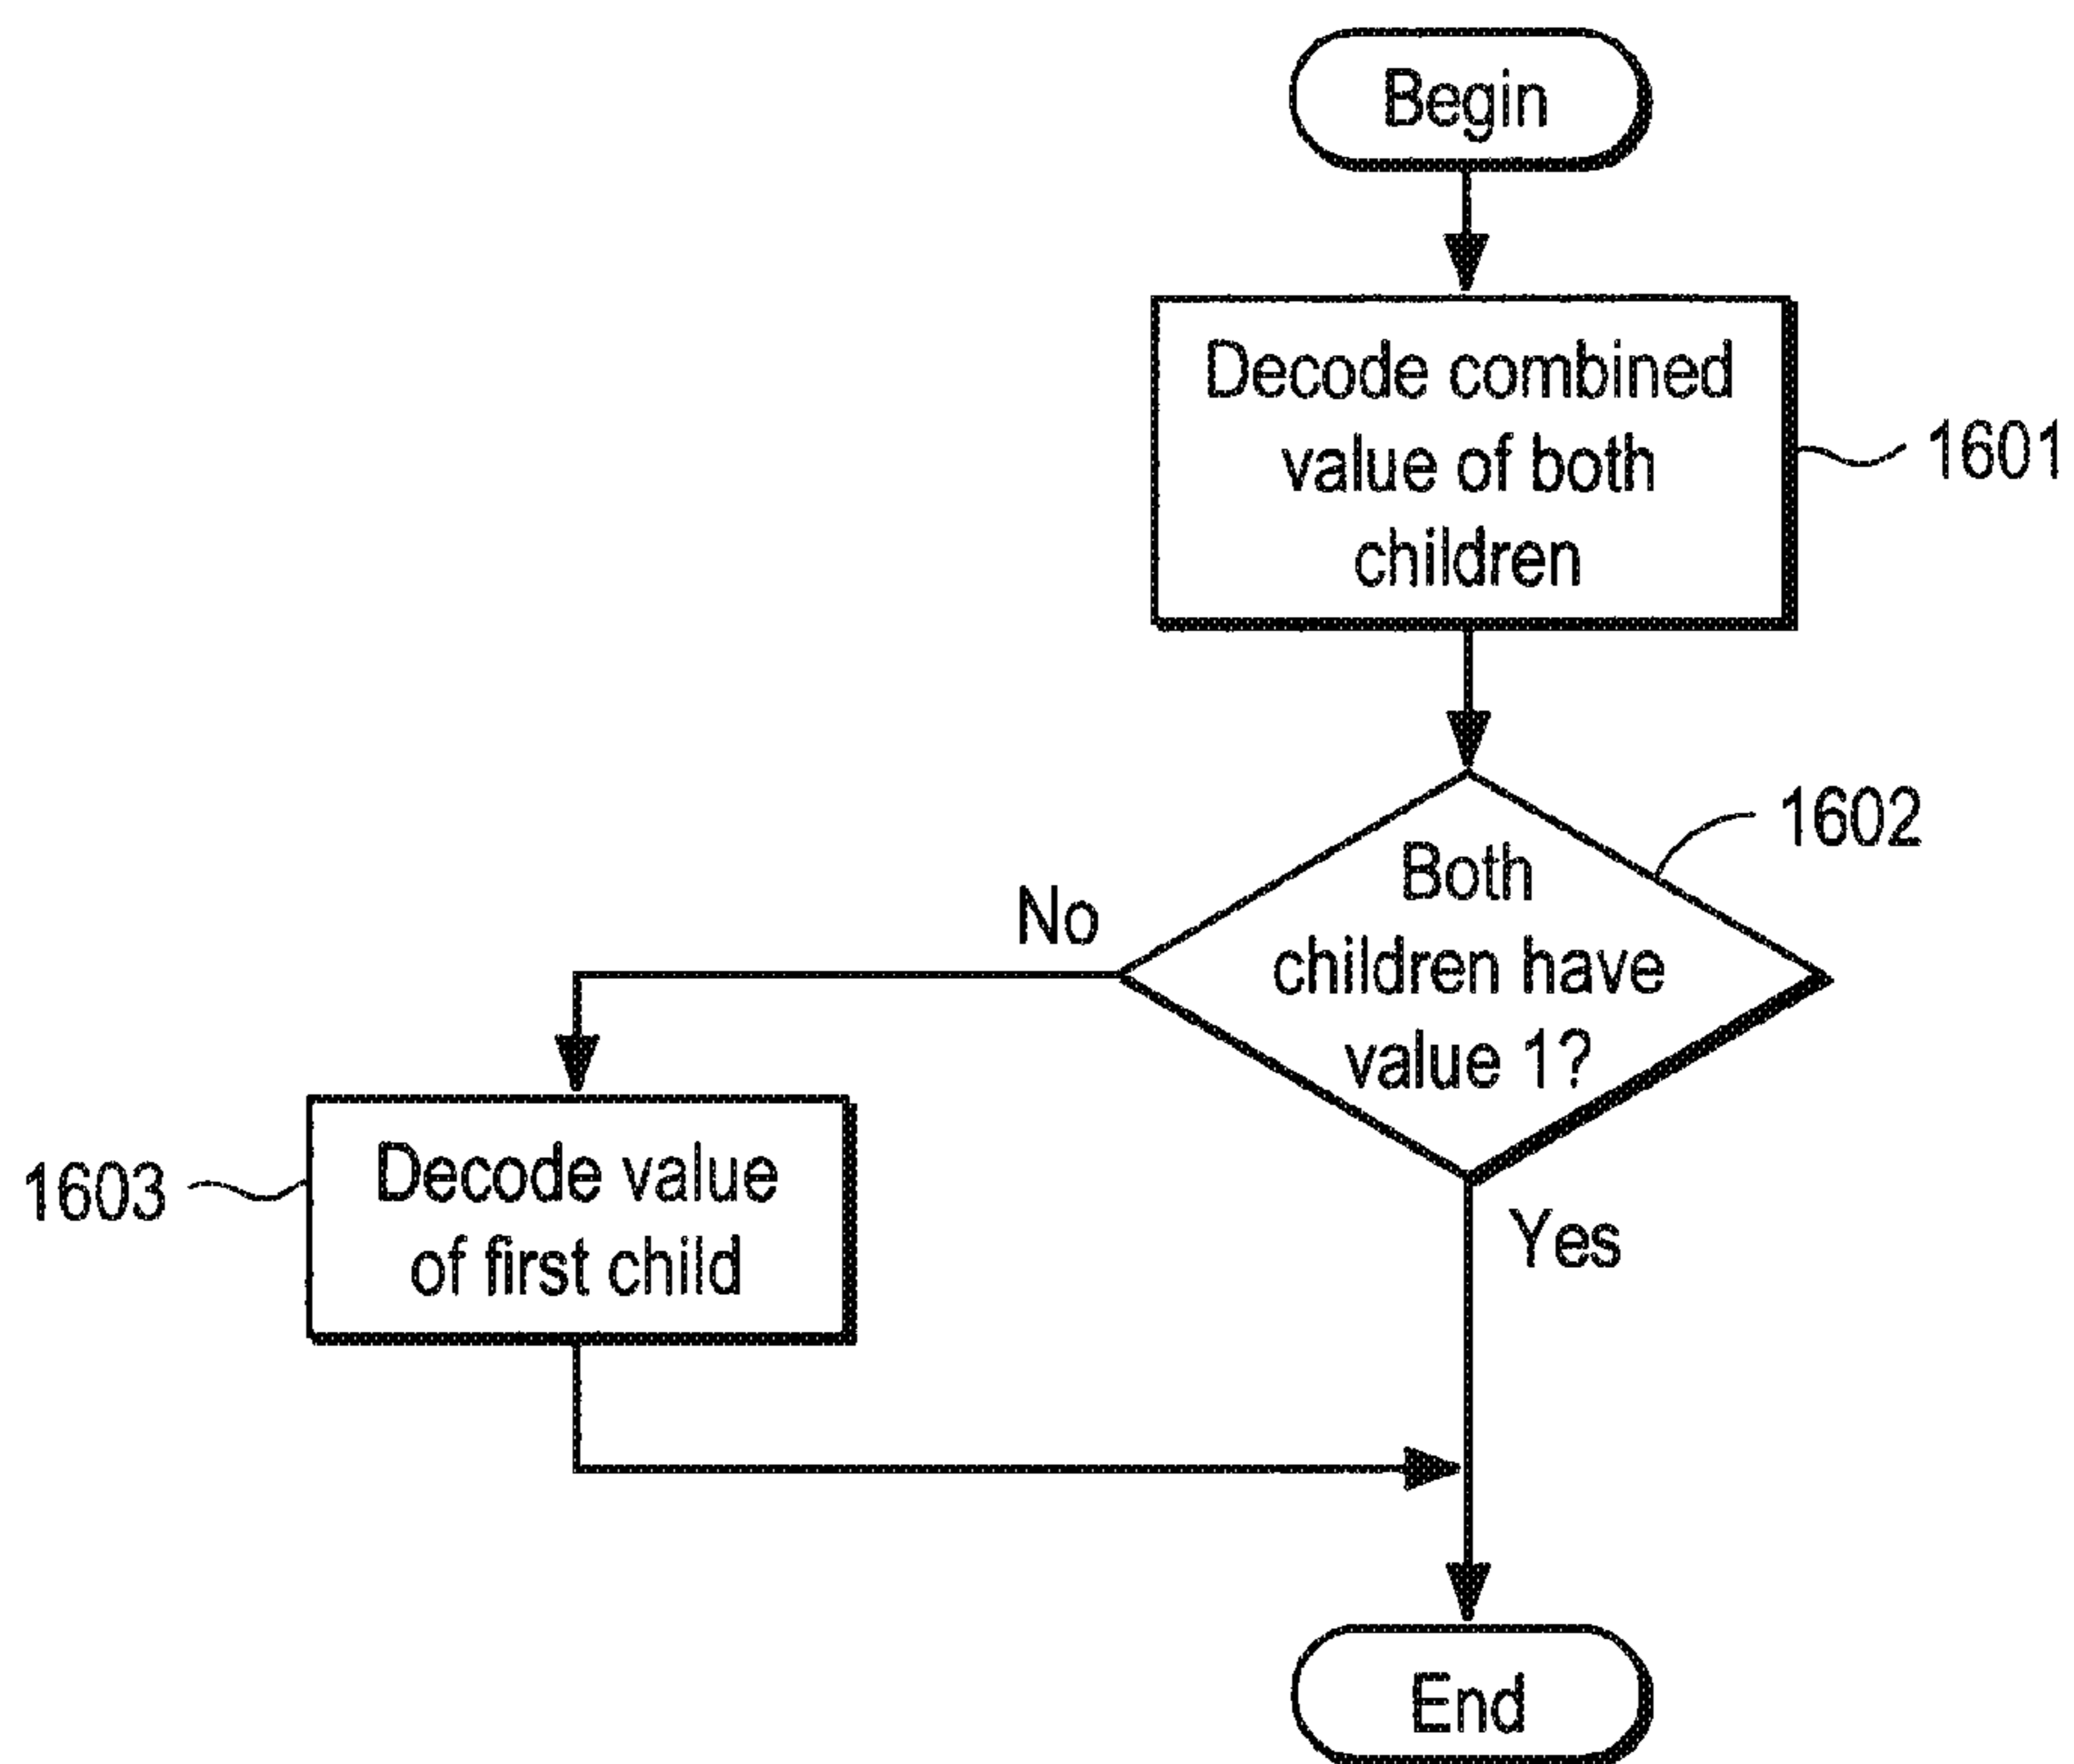 Begin
Decode combined
value of both
children
1601
1602
Both
children have
value 1?
No
Yes
1603
Decode value
of first child
End